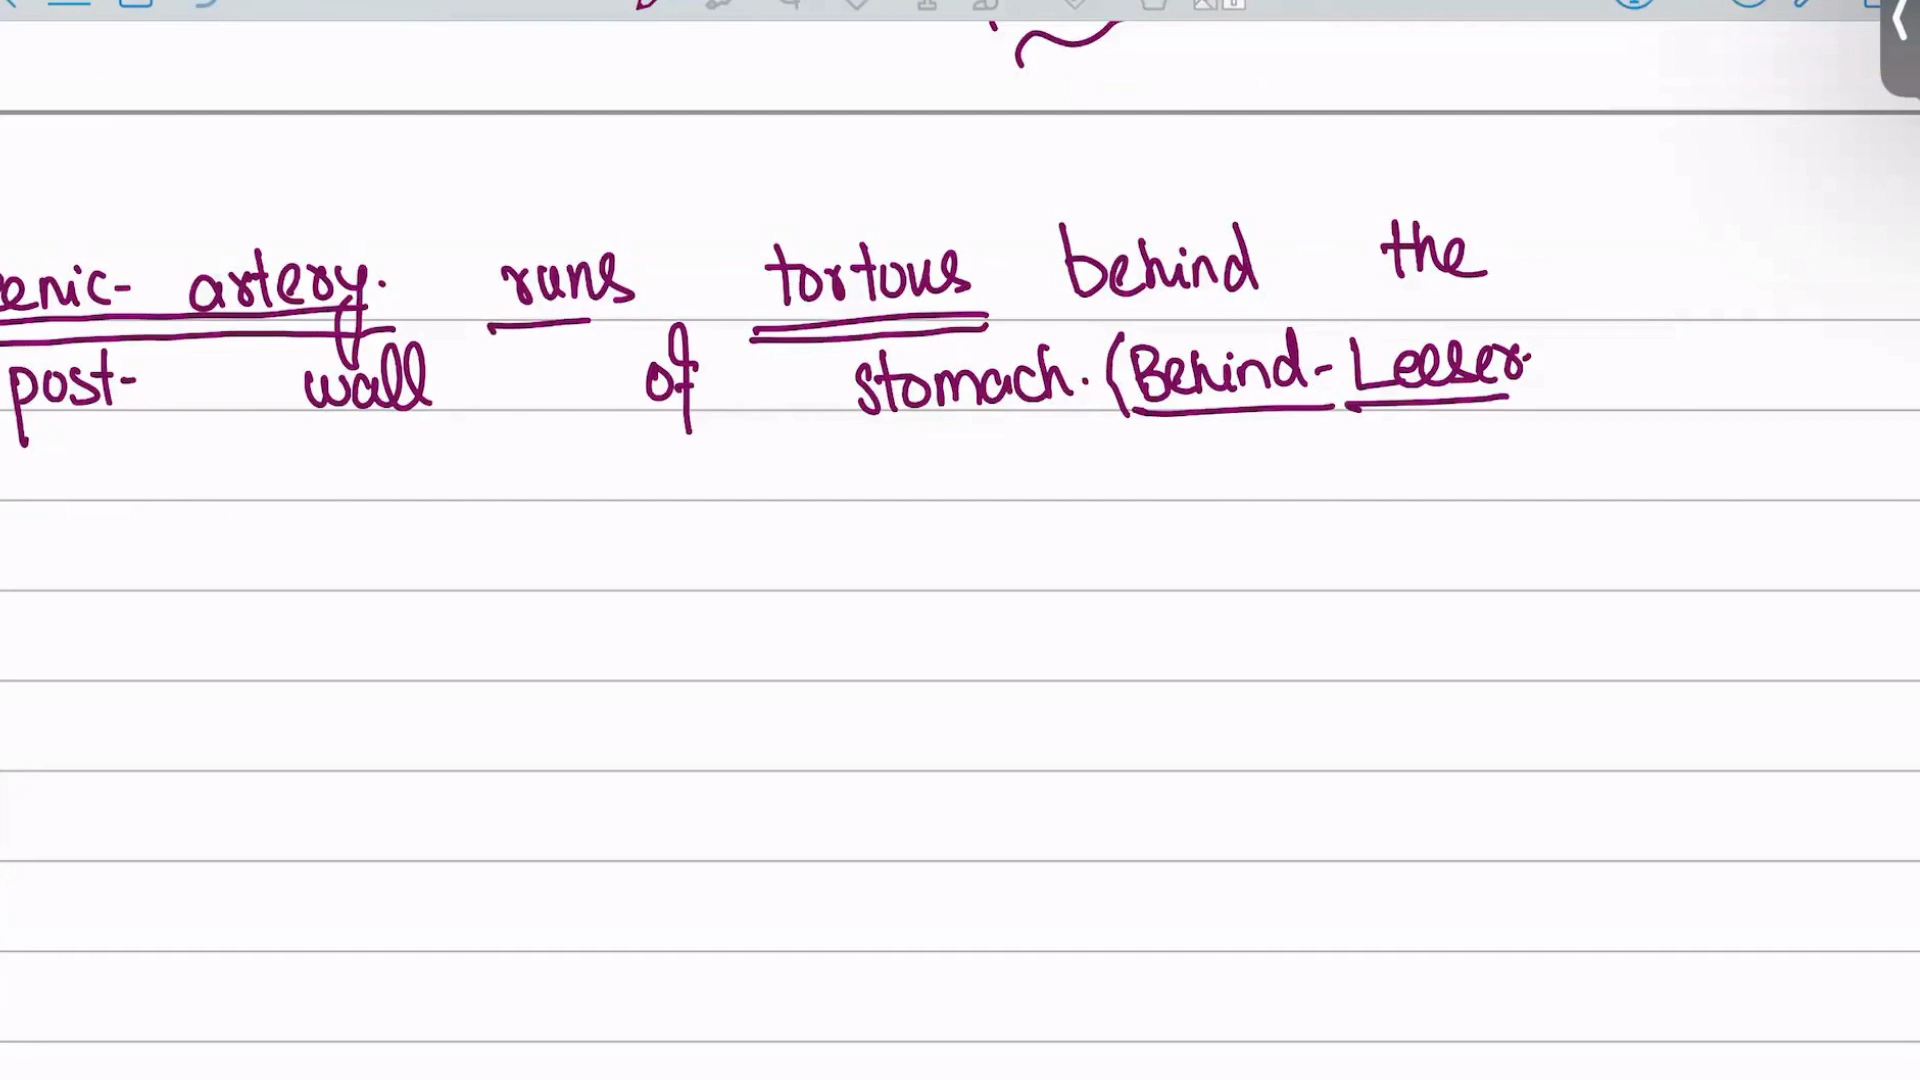 enic- artery. runs tortous behind the
post- wall of stomach. (Behind- Lesser